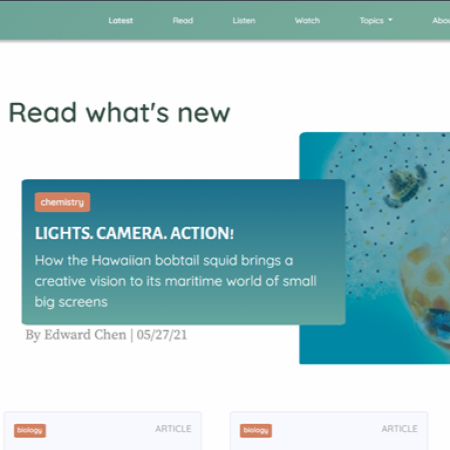 Latest Read Listen Watch Topics
Read what's new
chemistry
LIGHTS. CAMERA. ACTION!
How the Hawaiian bobtail squid brings a
creative vision to its maritime world of small
big screens
By Edward Chen | 05/27/21
biology ARTICLE biology ARTICLE